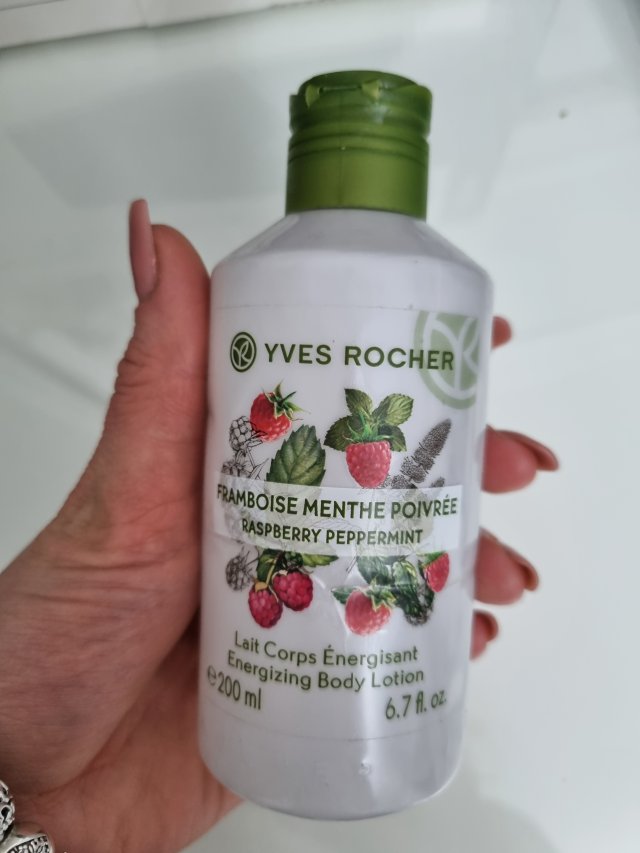 YVES ROCHER
FRAMBOISE MENTHE POIVRÉE
RASPBERRY PEPPERMINT
Lait Corps Énergisant
Energizing Body Lotion
℮200 ml 6.7 fl. oz.